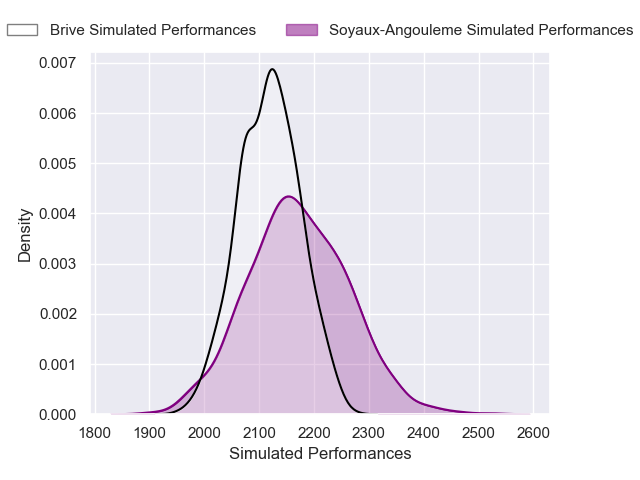 Brive Simulated Performances
Soyaux-Angouleme Simulated Performances
0.007
0.006
0.005
0.004
0.003
0.002
0.001
0.000
Density
1800 1900 2000 2100 2200 2300 2400 2500 2600
Simulated Performances